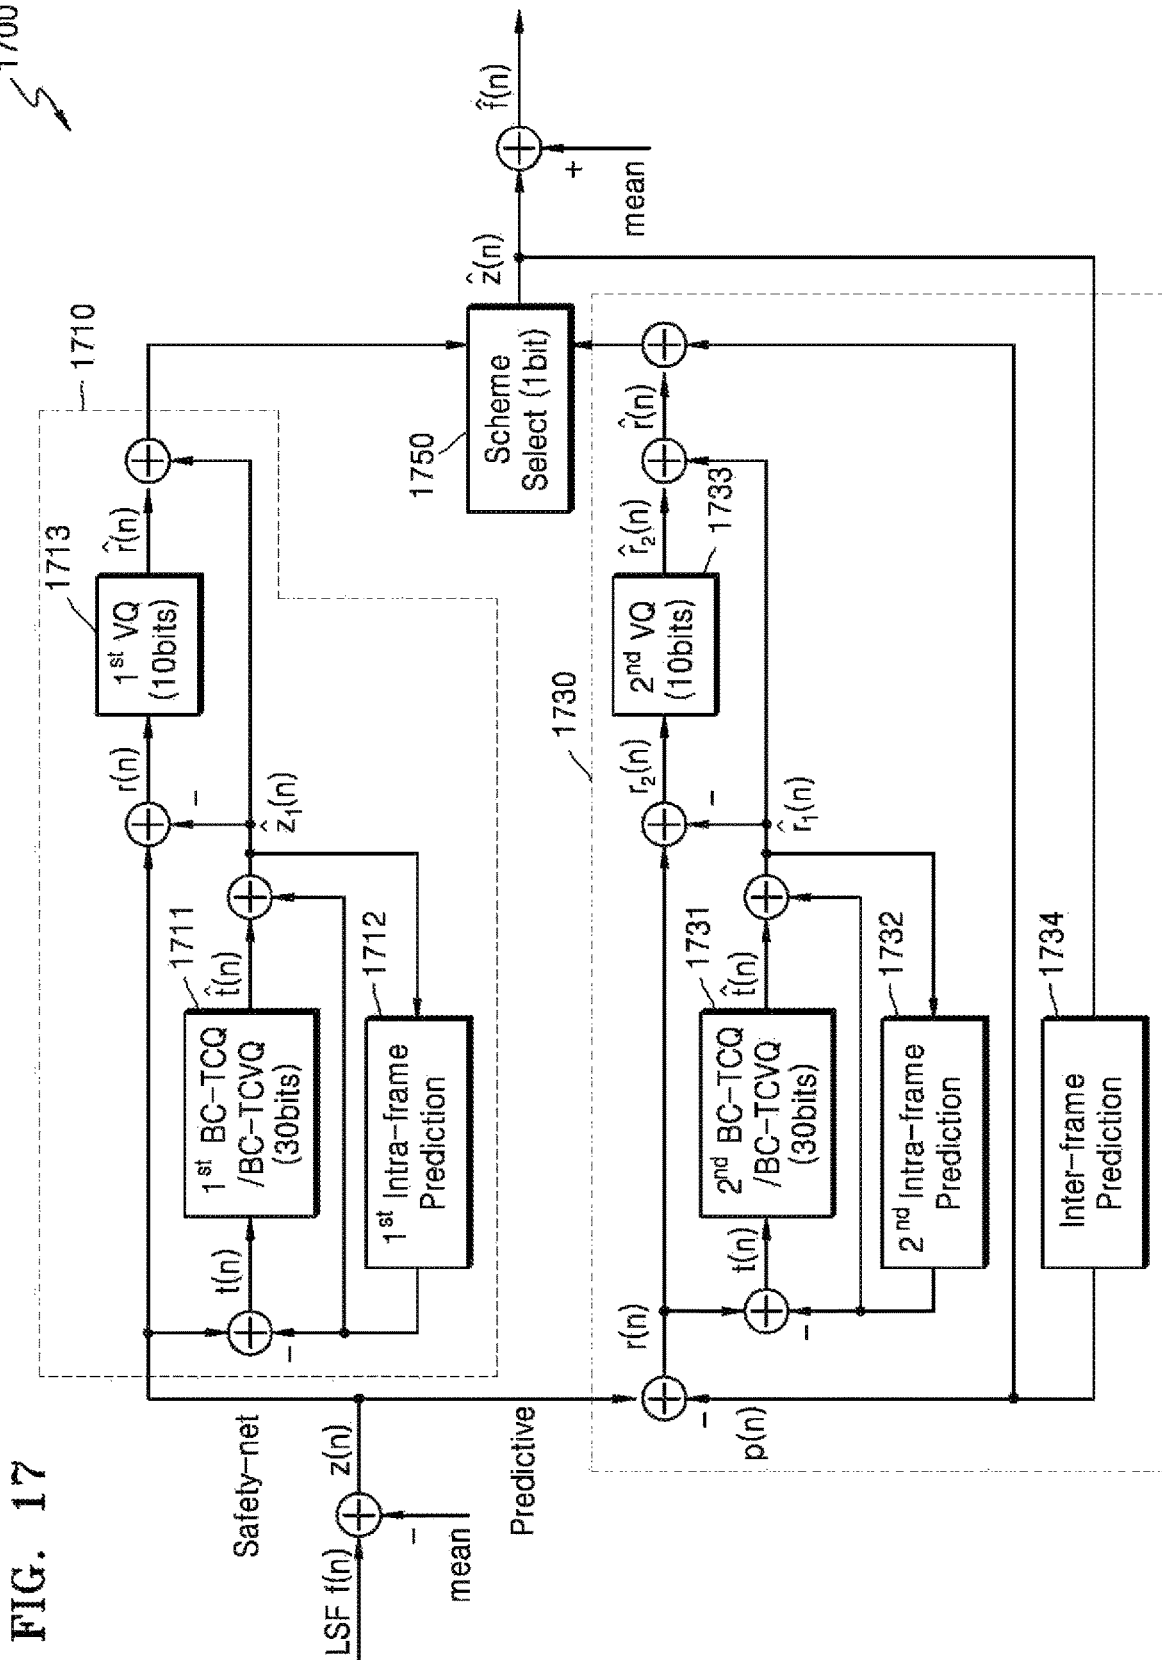 FIG. 17
1700
1710
1713
1st VQ
(10bits)
r(n)
r̂(n)
–
ẑ1(n)
1711
1st BC–TCQ
/BC–TCVQ
(30bits)
t(n)
t̂(n)
–
1712
1st Intra–frame
Prediction
Safety–net
LSF f(n)
z(n)
–
mean
Predictive
1750
Scheme
Select (1bit)
ẑ(n)
f̂(n)
+
mean
1730
r(n)
–
p(n)
r2(n)
2nd VQ
(10bits)
1733
r̂2(n)
r̂(n)
–
r̂1(n)
t(n)
2nd BC–TCQ
/BC–TCVQ
(30bits)
1731
t̂(n)
–
2nd Intra–frame
Prediction
1732
Inter–frame
Prediction
1734